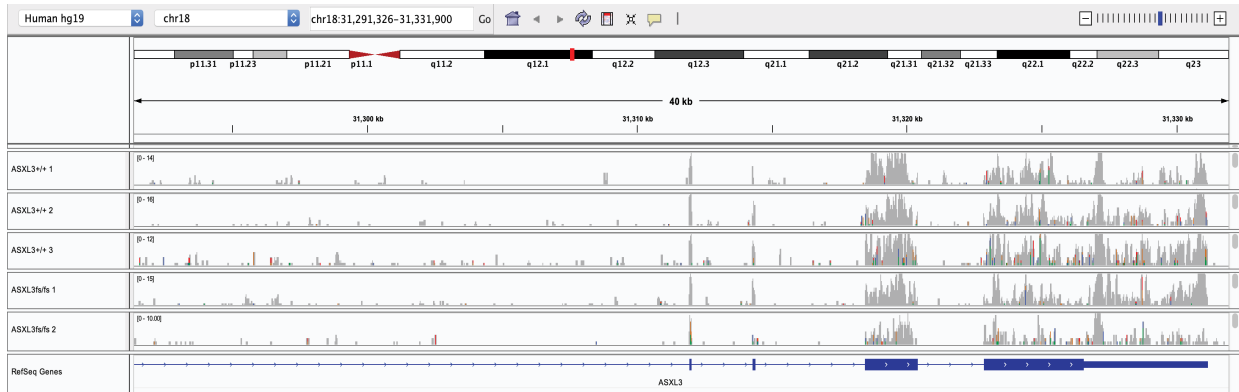 Human hg19 chr18 chr18:31,291,326-31,331,900 Go
p11.31 p11.23 p11.21 p11.1 q11.2 q12.1 q12.2 q12.3 q21.1 q21.2 q21.31 q21.32 q21.33 q22.1 q22.2 q22.3 q23
40 kb
31,300 kb 31,310 kb 31,320 kb 31,330 kb
[0 - 14]
ASXL3+/+ 1
[0 - 16]
ASXL3+/+ 2
[0 - 12]
ASXL3+/+ 3
[0 - 15]
ASXL3fs/fs 1
[0 - 10.00]
ASXL3fs/fs 2
RefSeq Genes
ASXL3